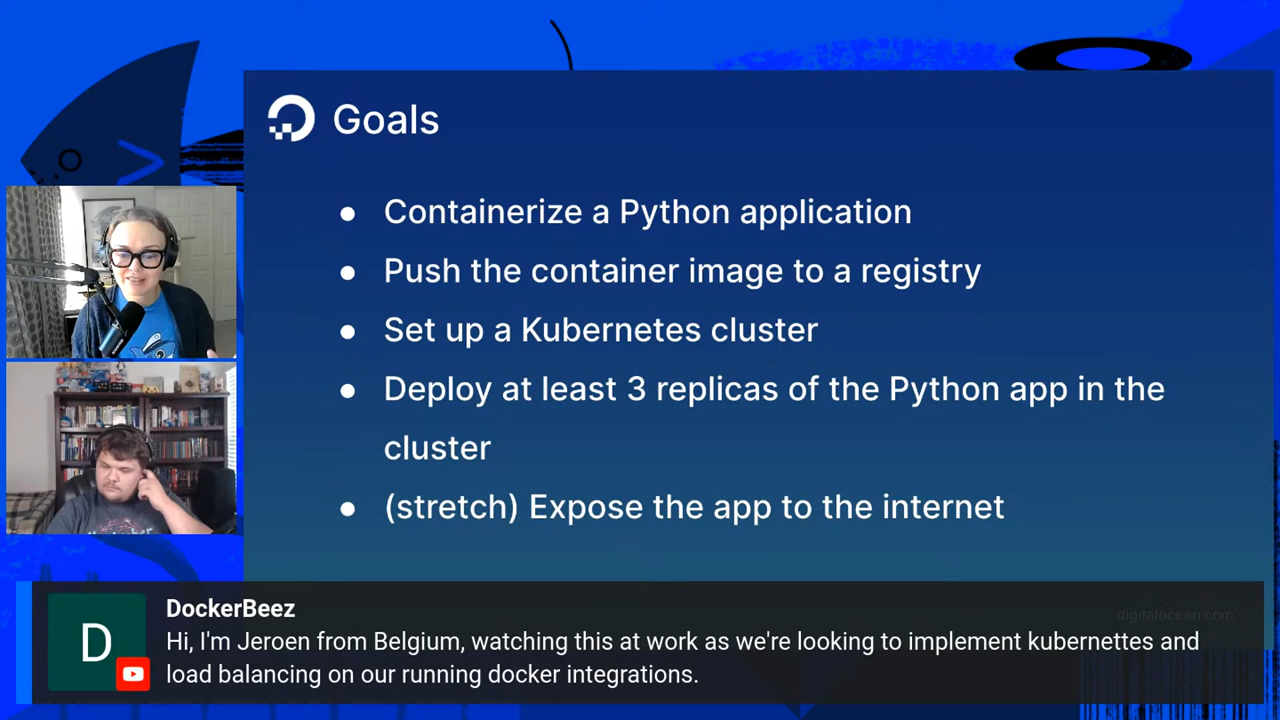 Goals
● Containerize a Python application
● Push the container image to a registry
● Set up a Kubernetes cluster
● Deploy at least 3 replicas of the Python app in the
cluster
● (stretch) Expose the app to the internet
digitalocean.com
D
DockerBeez
Hi, I'm Jeroen from Belgium, watching this at work as we're looking to implement kubernettes and
load balancing on our running docker integrations.